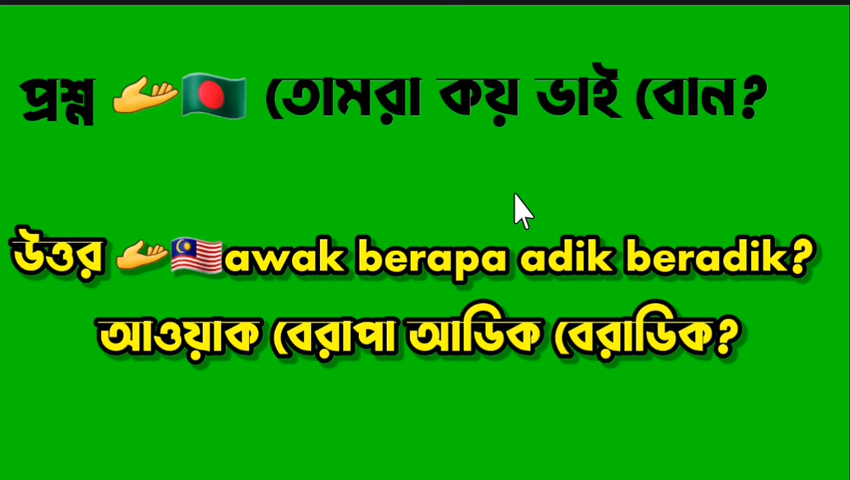 প্রশ্ন 🫴🇧🇩 তোমরা কয় ভাই বোন?
উত্তর 🫴🇲🇾awak berapa adik beradik?
আওয়াক বেরাপা আডিক বেরাডিক?